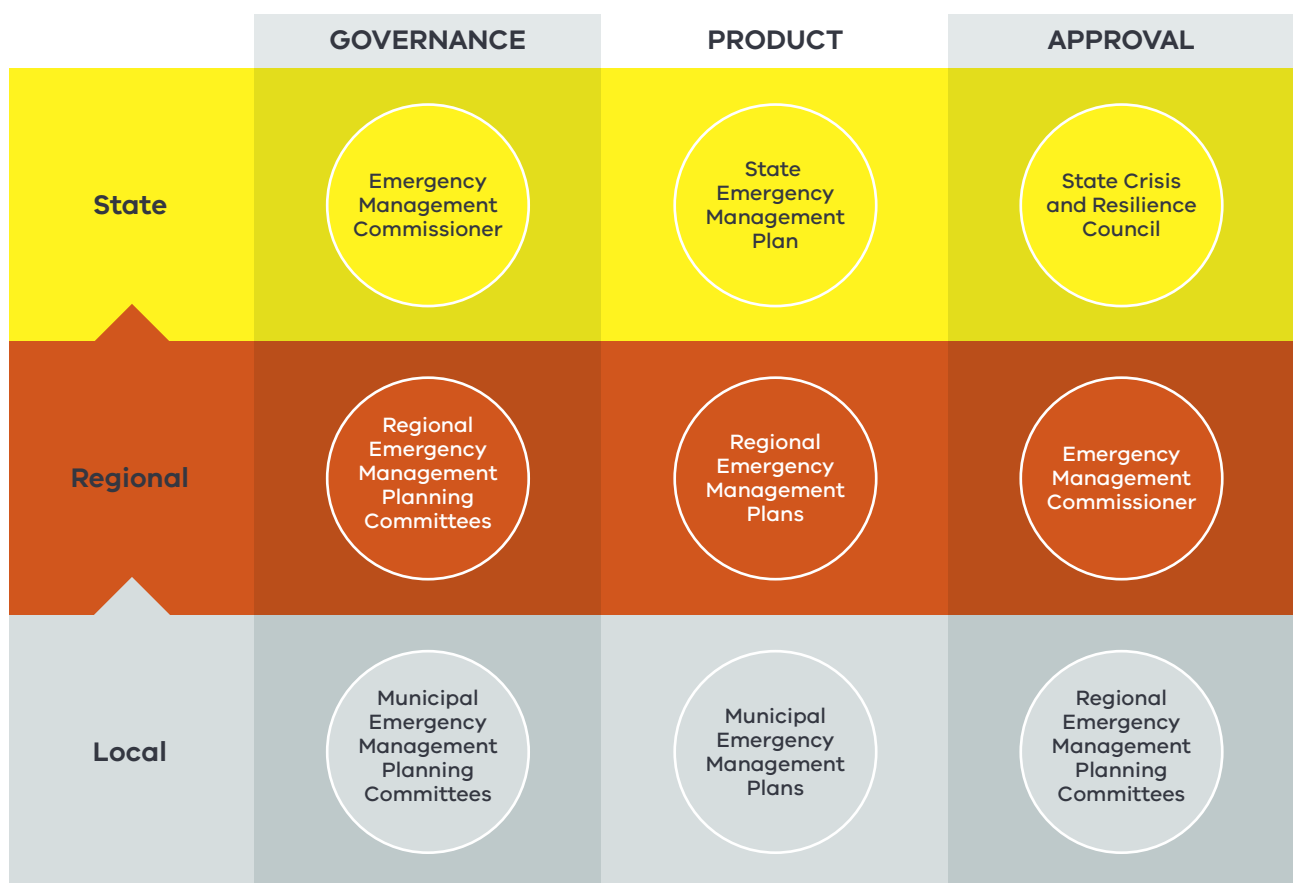 GOVERNANCE PRODUCT APPROVAL
State
Emergency
Management
Commissioner
State
Emergency
Management
Plan
State Crisis
and Resilience
Council
Regional
Regional
Emergency
Management
Planning
Committees
Regional
Emergency
Management
Plans
Emergency
Management
Commissioner
Local
Municipal
Emergency
Management
Planning
Committees
Municipal
Emergency
Management
Plans
Regional
Emergency
Management
Planning
Committees